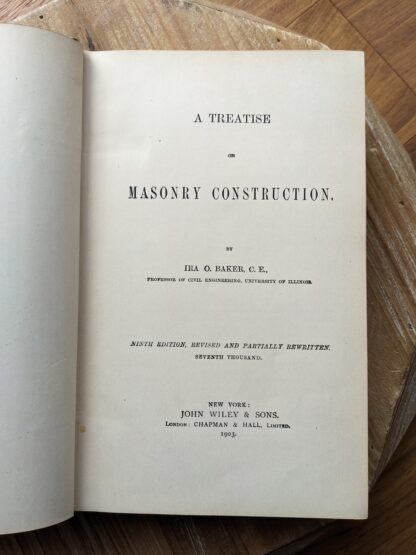 A TREATISE
ON
MASONRY CONSTRUCTION.
BY
IRA O. BAKER, C. E.,
PROFESSOR OF CIVIL ENGINEERING, UNIVERSITY OF ILLINOIS.
NINTH EDITION, REVISED AND PARTIALLY REWRITTEN.
SEVENTH THOUSAND.
NEW YORK:
JOHN WILEY & SONS.
LONDON: CHAPMAN & HALL, LIMITED.
1903.